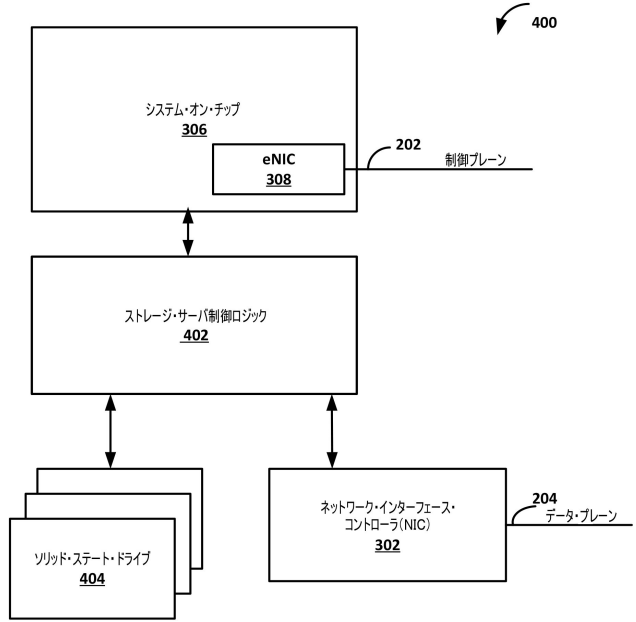 400
システム・オン・チップ
306
eNIC
308
202
制御プレーン
ストレージ・サーバ制御ロジック
402
ソリッド・ステート・ドライブ
404
ネットワーク・インターフェース・
コントローラ(NIC)
302
204
データ・プレーン